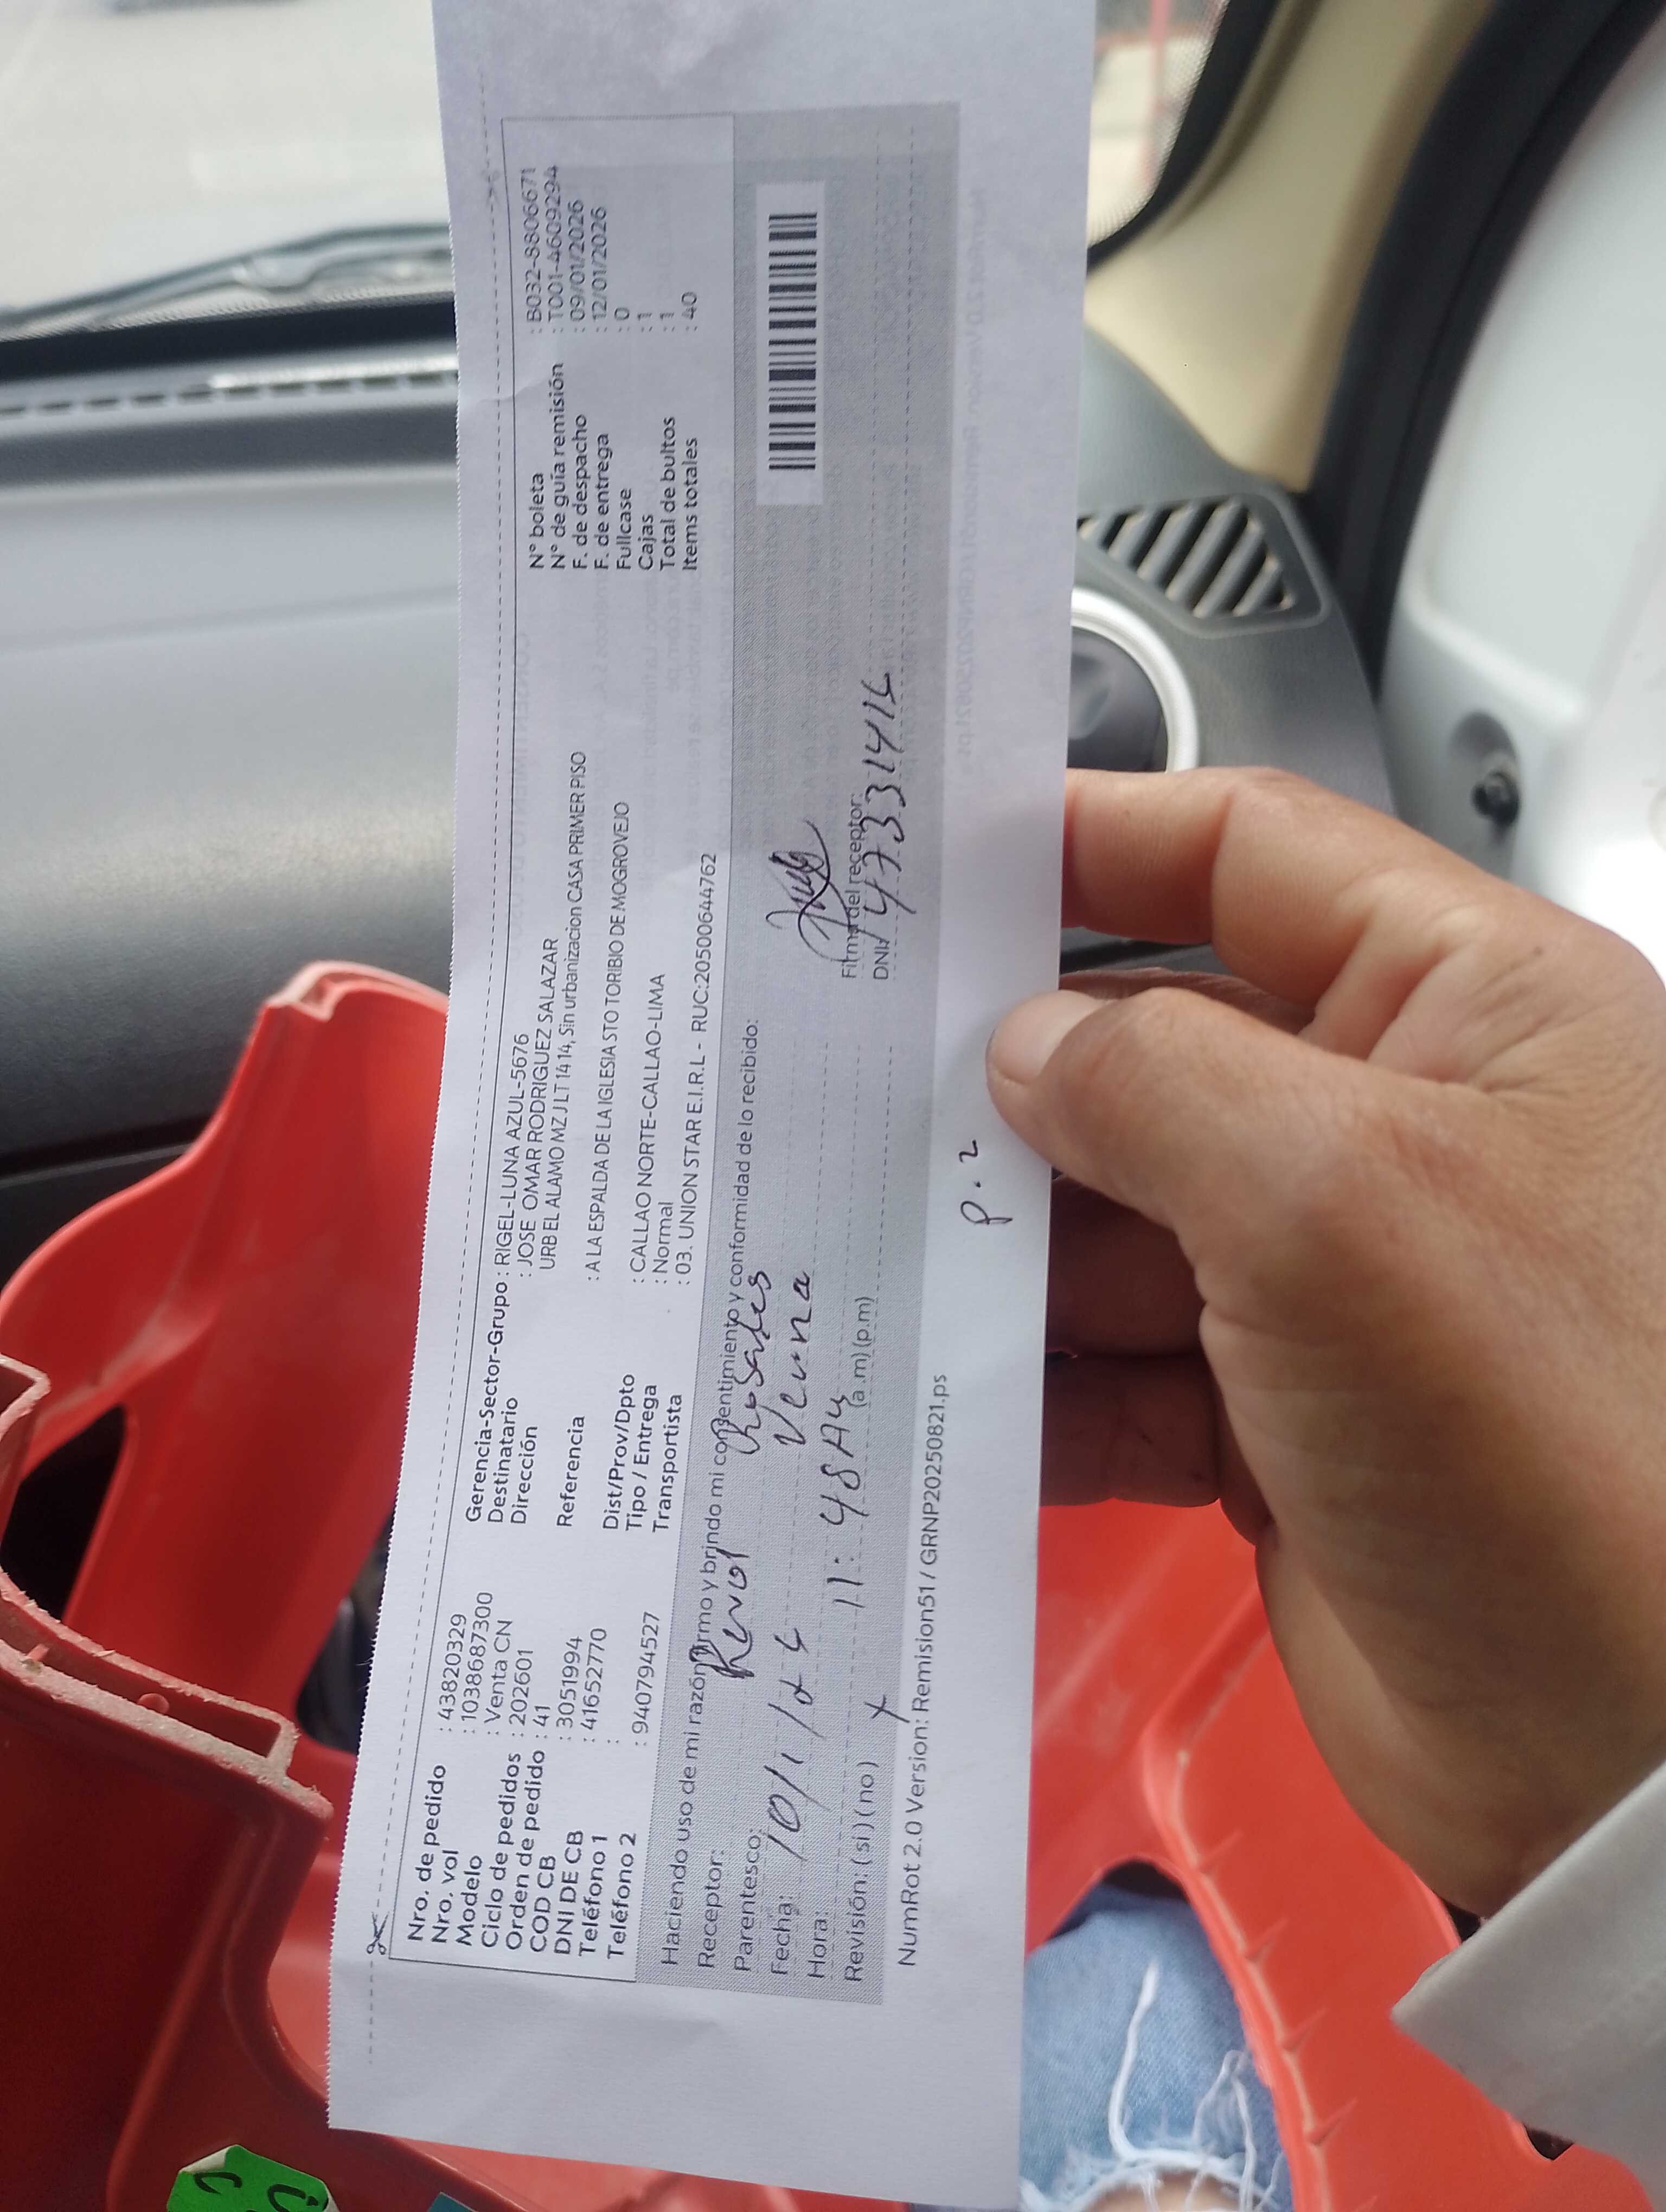 Nro. de pedido : 43820329
Nro. vol : 1038687300
Modelo : Venta CN
Ciclo de pedidos : 202601
Orden de pedido : 41
COD CB : 3051994
DNI DE CB : 41652770
Teléfono 1 :
Teléfono 2 : 940794527
Gerencia-Sector-Grupo : RIGEL-LUNA AZUL-5676
Destinatario : JOSE OMAR RODRIGUEZ SALAZAR
Dirección URB EL ALAMO MZ J LT 14 14, Sin urbanizacion CASA PRIMER PISO
Referencia : A LA ESPALDA DE LA IGLESIA STO TORIBIO DE MOGROVEJO
Dist/Prov/Dpto : CALLAO NORTE-CALLAO-LIMA
Tipo / Entrega : Normal
Transportista : 03. UNION STAR E.I.R.L - RUC:20500644762
N° boleta : B032-8806671
N° de guía remisión : T001-4609294
F. de despacho : 09/01/2026
F. de entrega : 12/01/2026
Fullcase : 0
Cajas : 1
Total de bultos : 1
Items totales : 40
Haciendo uso de mi razón firmo y brindo mi consentimiento y conformidad de lo recibido:
Receptor: Rosales
Parentesco:
Fecha: 10/1/
Hora: 11:48 AM (a.m) (p.m)
Revisión: ( si ) ( no ) x
Firma del receptor:
DNI:
NumRot 2.0 Version: Remision51 / GRNP20250821.ps
P.2